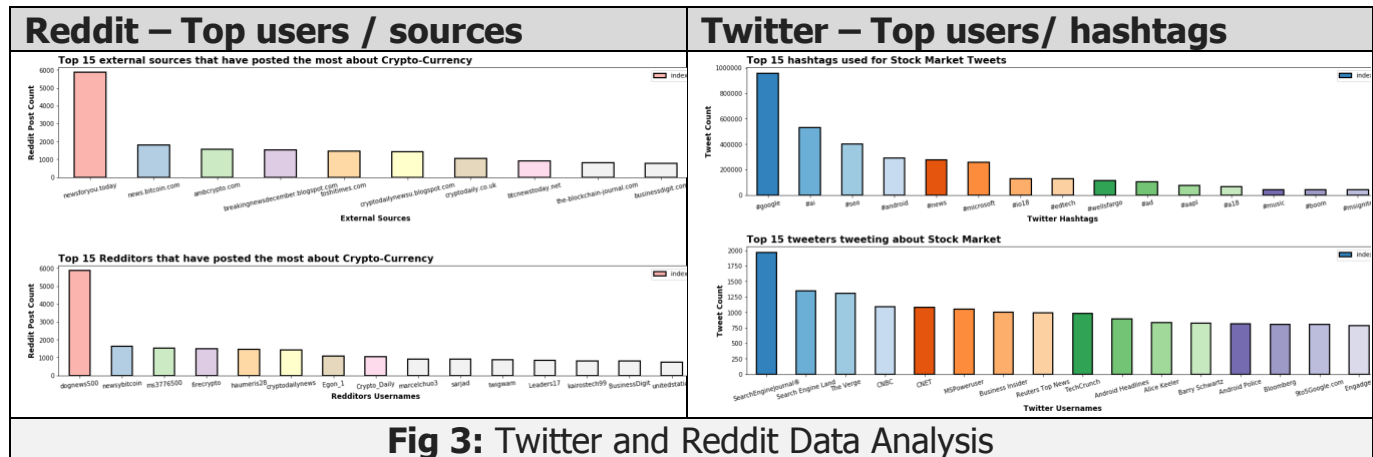 Reddit – Top users / sources
Top 15 external sources that have posted the most about Crypto-Currency
index
6000
5000
4000
3000
2000
1000
0
Reddit Post Count
newsforyou.today
news.bitcoin.com
ambcrypto.com
breakingnewsdecember.blogspot.com
toshitimes.com
cryptodailynewsu.blogspot.com
cryptodaily.co.uk
btcnewstoday.net
the-blockchain-journal.com
businessdigit.com
External Sources
Top 15 Redditors that have posted the most about Crypto-Currency
index
6000
5000
4000
3000
2000
1000
0
Reddit Post Count
dognews500
newsybitcoin
ms3776500
firecrypto
haumeris28
cryptodailynews
Egon_1
Crypto_Daily
marcelchuo3
sarjad
twigwam
Leaders17
kairostech99
BusinessDigit
unitedstati
Redditors Usernames
Twitter – Top users/ hashtags
Top 15 hashtags used for Stock Market Tweets
index
1000000
800000
600000
400000
200000
0
Tweet Count
#google
#ai
#seo
#android
#news
#microsoft
#io18
#edtech
#wellsfargo
#ad
#aapl
#a18
#music
#boom
#msignite
Twitter Hashtags
Top 15 tweeters tweeting about Stock Market
index
2000
1750
1500
1250
1000
750
500
250
0
Tweet Count
SearchEngineJournal®
Search Engine Land
The Verge
CNBC
CNET
MSPoweruser
Business Insider
Reuters Top News
TechCrunch
Android Headlines
Alice Keeler
Barry Schwartz
Android Police
Bloomberg
9to5Google.com
Engadge
Twitter Usernames
Fig 3: Twitter and Reddit Data Analysis